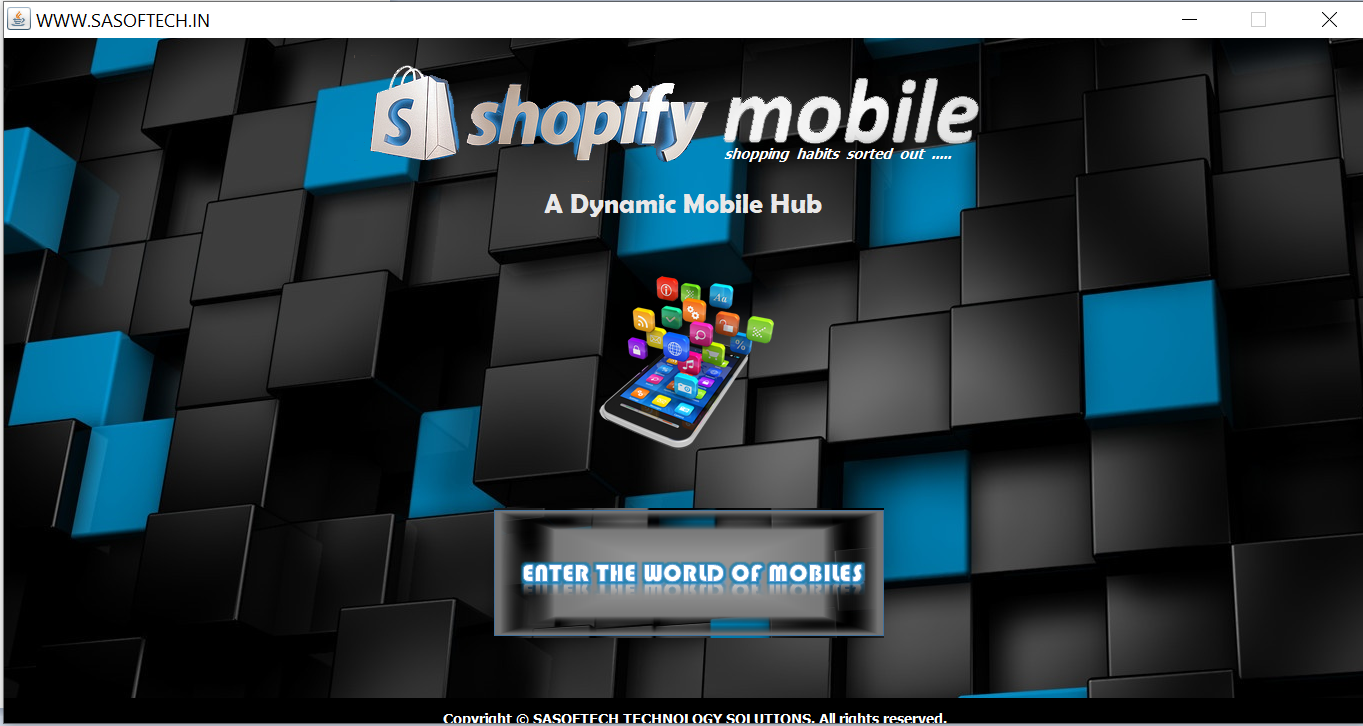 WWW.SASOFTECH.IN
S shopify mobile
shopping habits sorted out .....
A Dynamic Mobile Hub
Aa
%
ENTER THE WORLD OF MOBILES
Copyright © SASOFTECH TECHNOLOGY SOLUTIONS. All rights reserved.